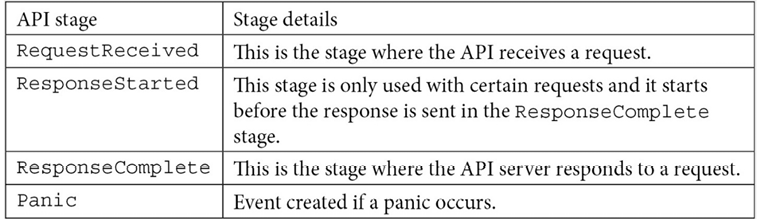 API stage Stage details
RequestReceived This is the stage where the API receives a request.
ResponseStarted This stage is only used with certain requests and it starts
before the response is sent in the ResponseComplete
stage.
ResponseComplete This is the stage where the API server responds to a request.
Panic Event created if a panic occurs.